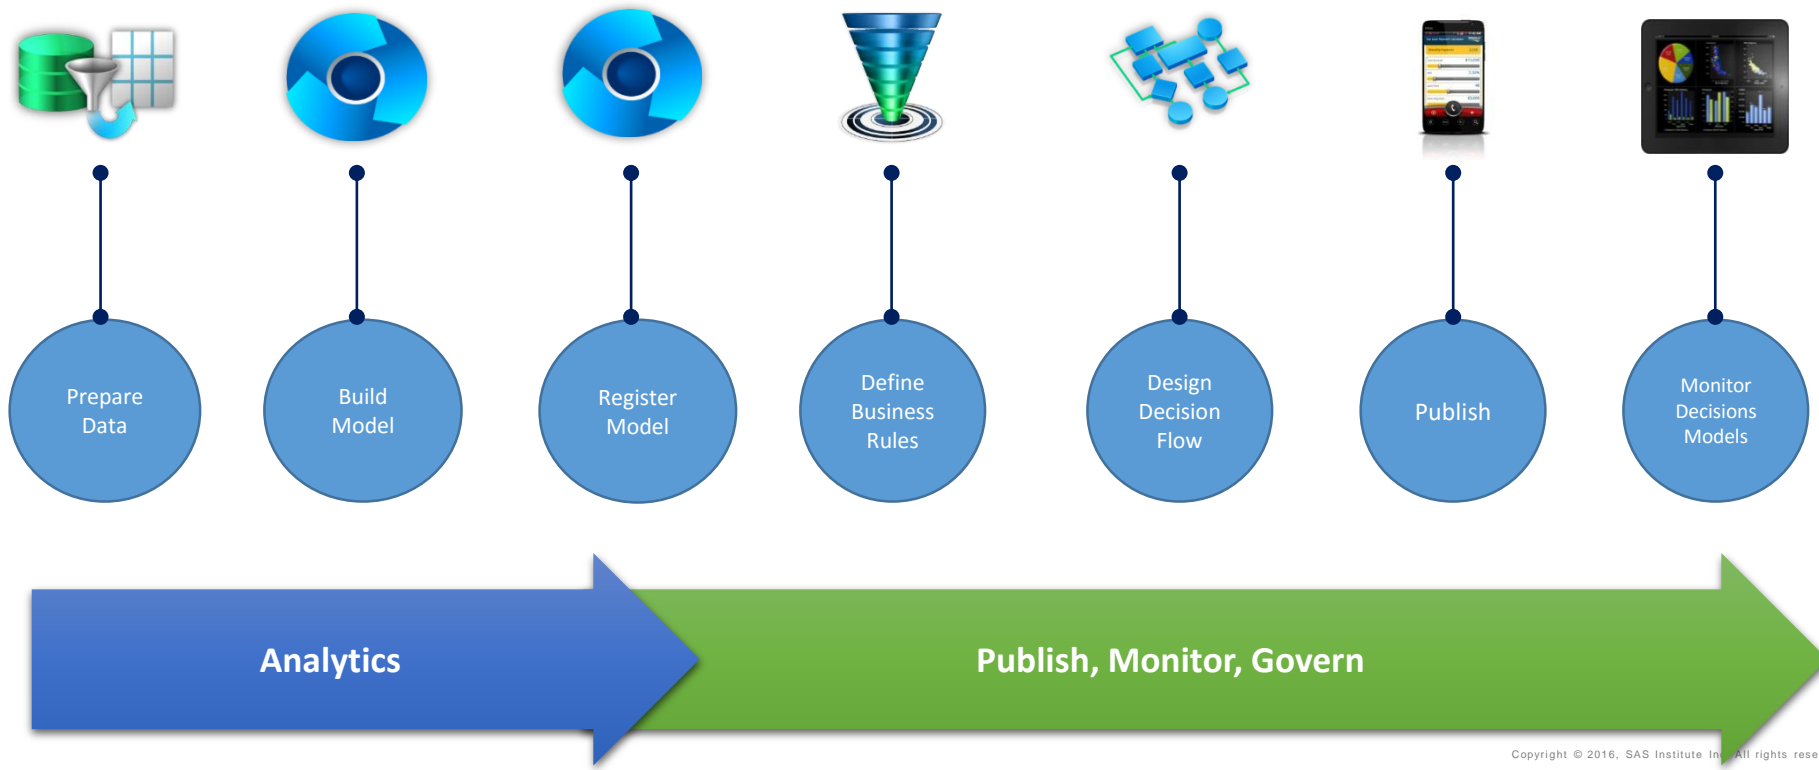 Prepare
Data
Build
Model
Register
Model
Define
Business
Rules
Design
Decision
Flow
Publish
Monitor
Decisions
Models
Analytics
Publish, Monitor, Govern
Copyright © 2016, SAS Institute All rights